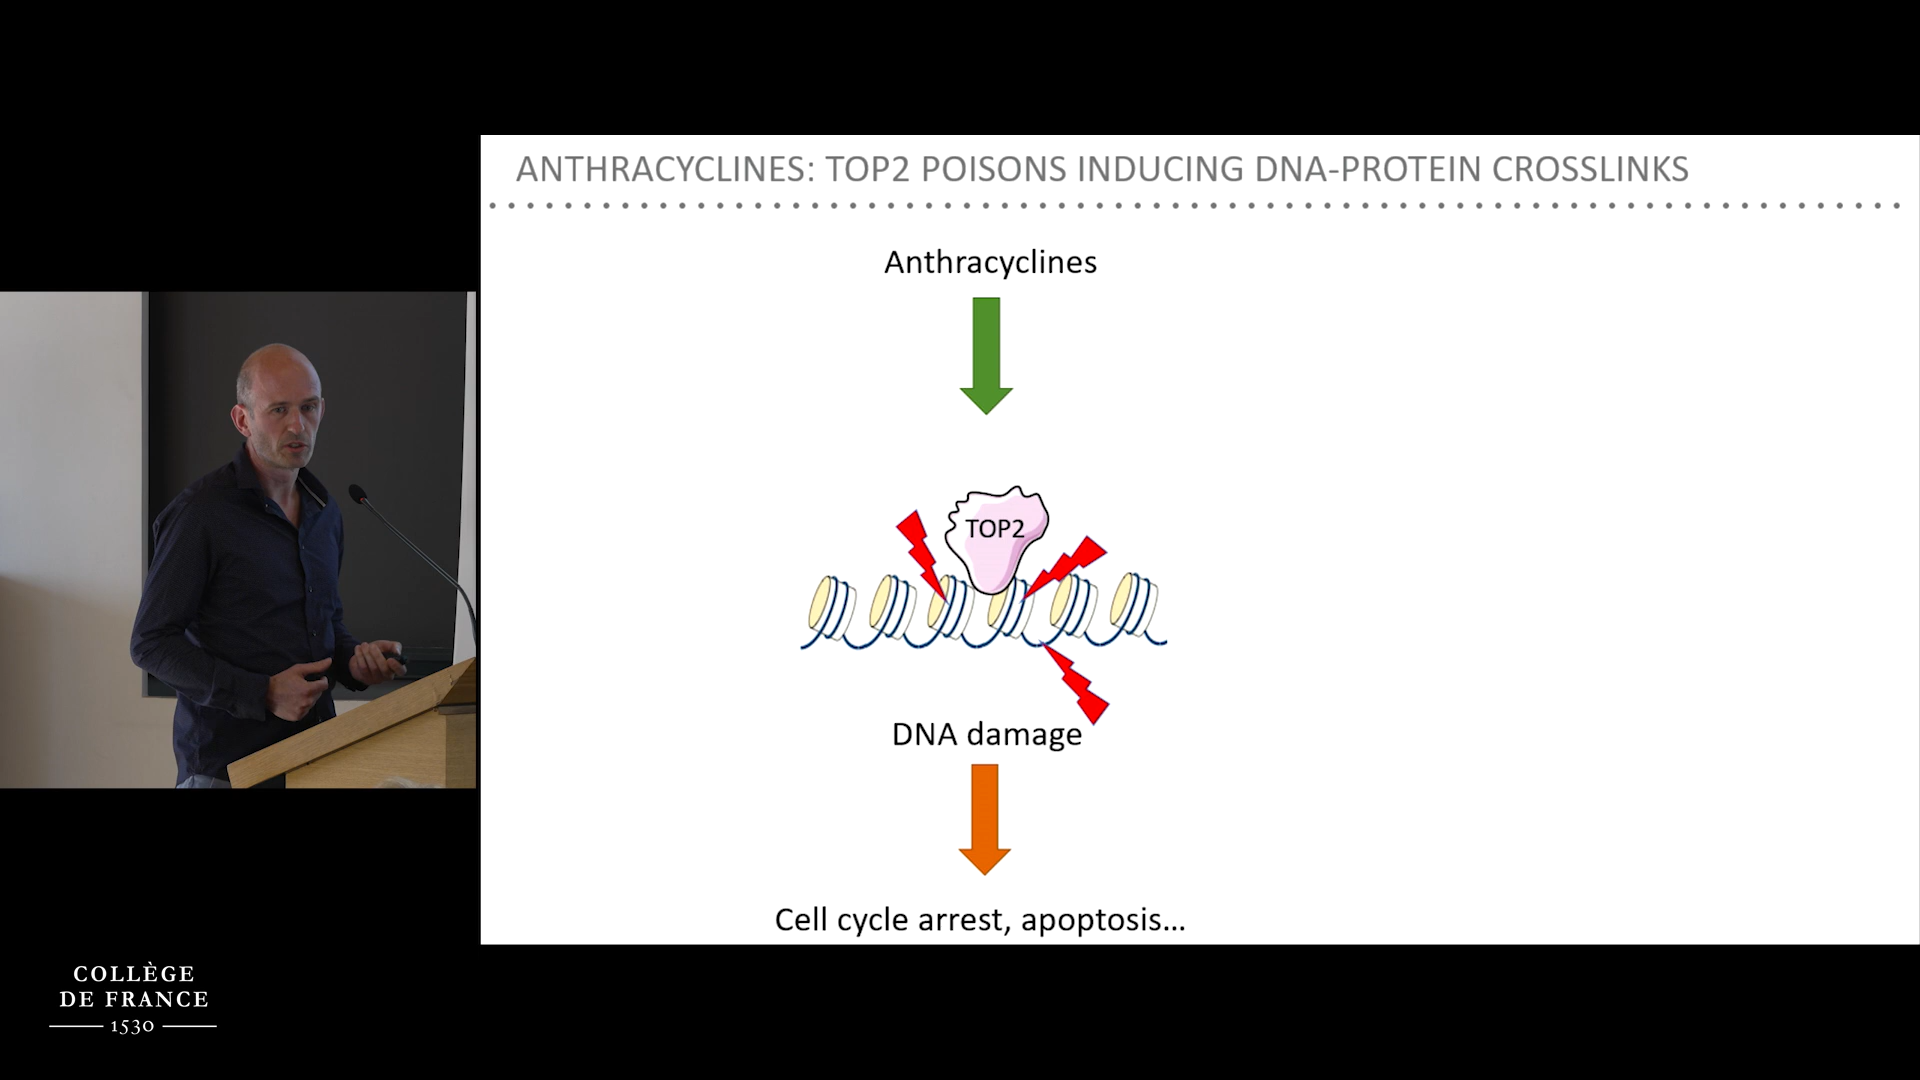 ANTHRACYCLINES: TOP2 POISONS INDUCING DNA-PROTEIN CROSSLINKS
Anthracyclines
TOP2
DNA damage
Cell cycle arrest, apoptosis...
COLLÈGE
DE FRANCE
1530